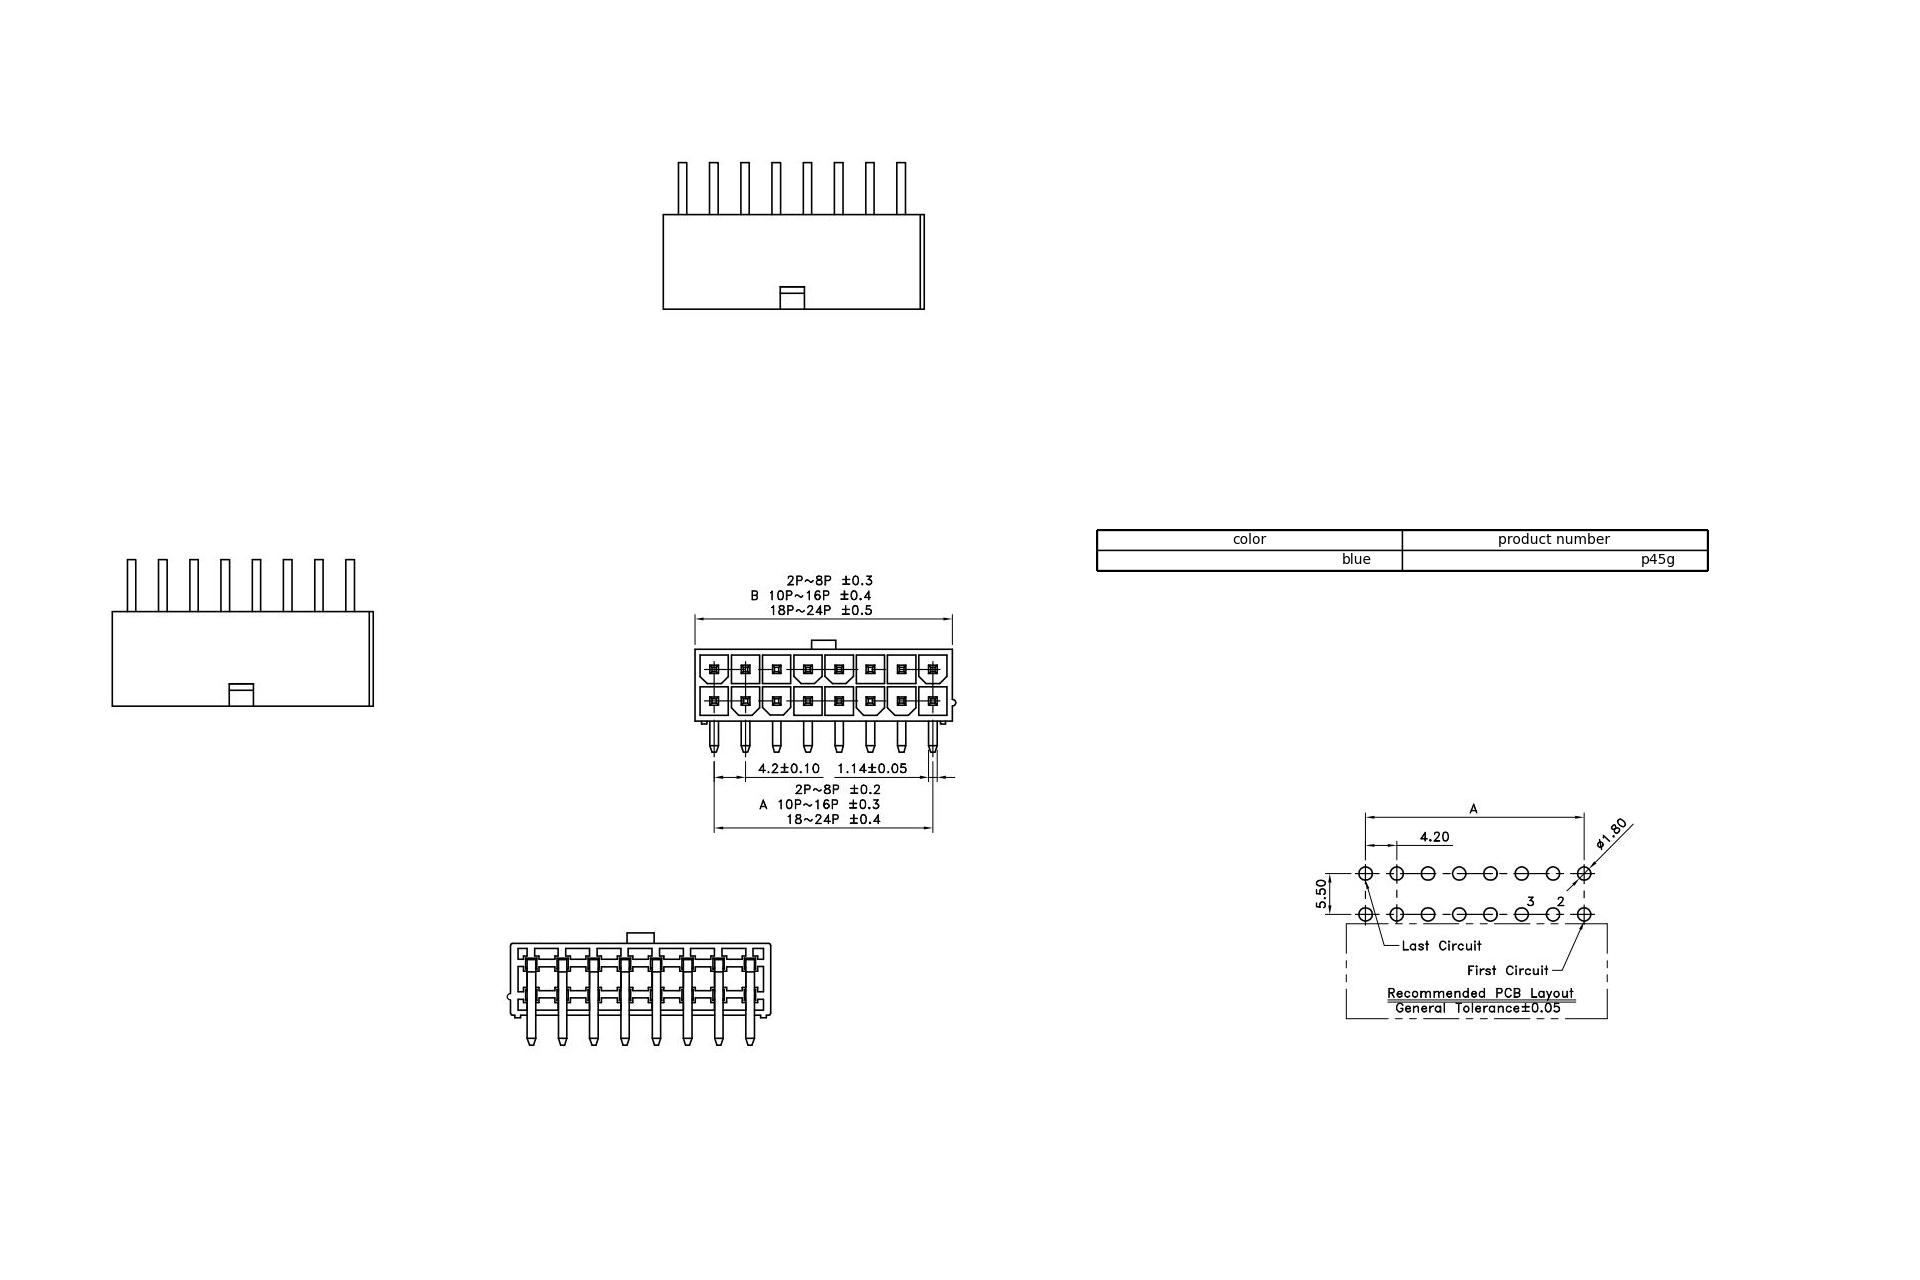 color product number
blue p45g
2P~8P ±0.3
B 10P~16P ±0.4
18P~24P ±0.5
4.2±0.10 1.14±0.05
2P~8P ±0.2
A 10P~16P ±0.3
18~24P ±0.4
A
4.20
ø1.80
5.50
3 2
Last Circuit
First Circuit
Recommended PCB Layout
General Tolerance±0.05